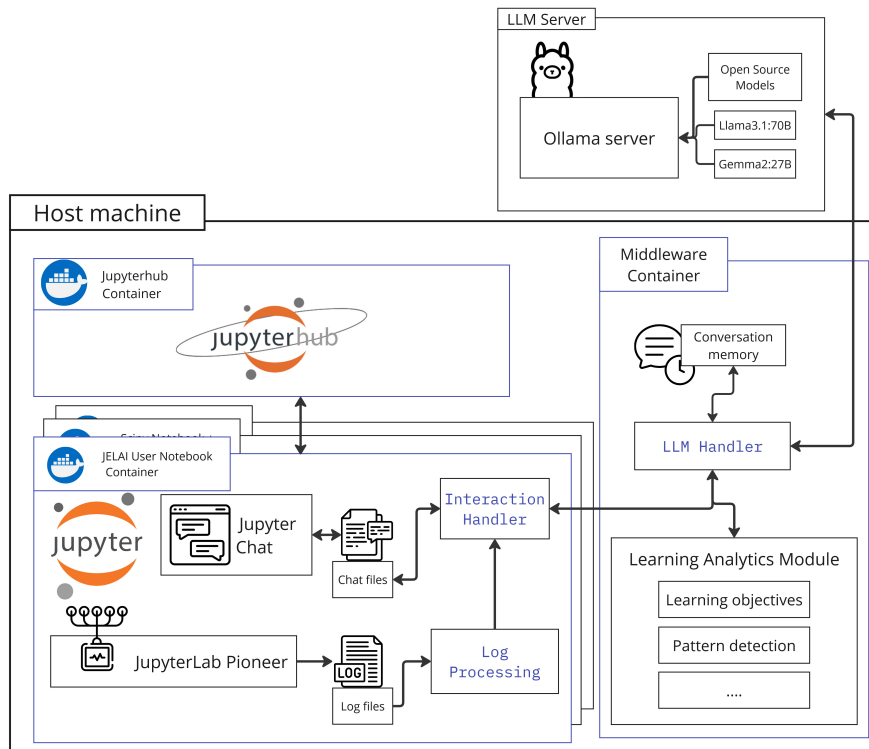 LLM Server
Open Source
Models
Ollama server
Llama3.1:70B
Gemma2:27B
Host machine
Jupyterhub
Container
jupyterhub
Middleware
Container
Conversation
memory
LLM Handler
JELAI User Notebook
Container
jupyter
Jupyter
Chat
Chat files
Interaction
Handler
Learning Analytics Module
Learning objectives
Pattern detection
....
JupyterLab Pioneer
LOG
Log files
Log
Processing